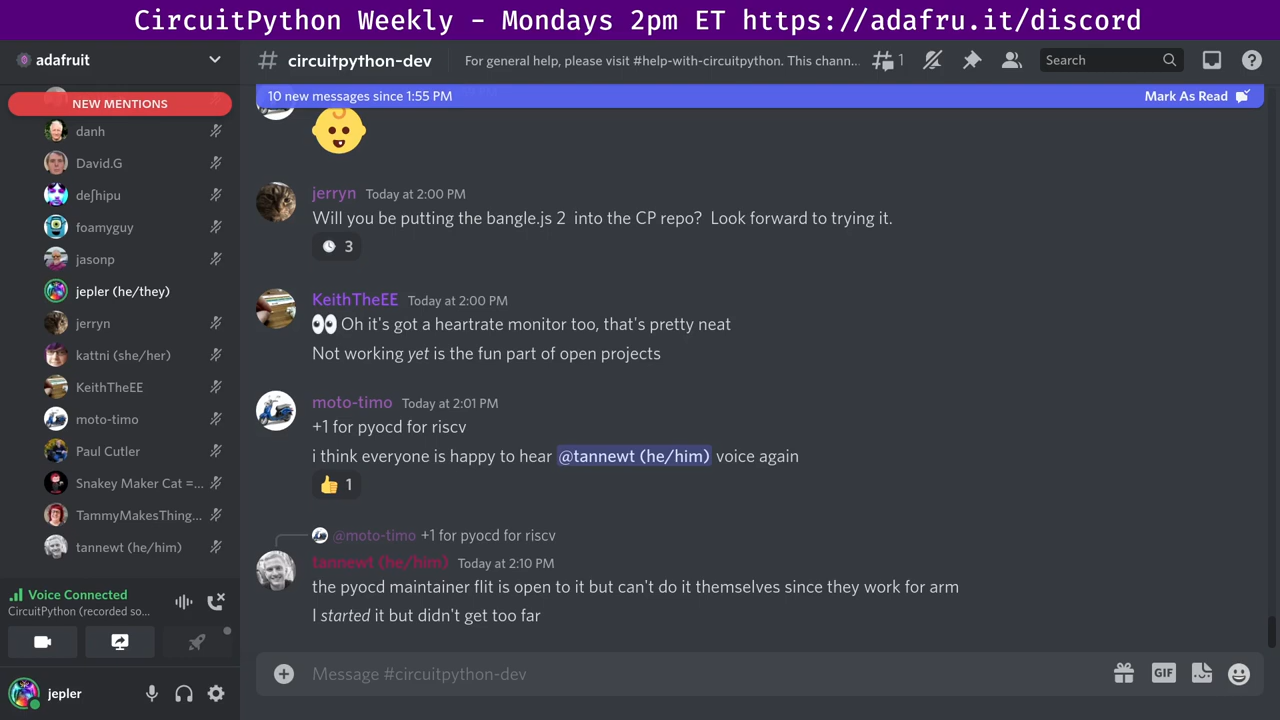 CircuitPython Weekly - Mondays 2pm ET https://adafru.it/discord
adafruit
# circuitpython-dev
For general help, please visit #help-with-circuitpython. This chann...
1
Search
NEW MENTIONS
10 new messages since 1:55 PM
Mark As Read
danh
David.G
deʃhipu
foamyguy
jasonp
jepler (he/they)
jerryn
kattni (she/her)
KeithTheEE
moto-timo
Paul Cutler
Snakey Maker Cat =...
TammyMakesThing...
tannewt (he/him)
Voice Connected
CircuitPython (recorded so...
jepler
jerryn Today at 2:00 PM
Will you be putting the bangle.js 2 into the CP repo? Look forward to trying it.
3
KeithTheEE Today at 2:00 PM
👀 Oh it's got a heartrate monitor too, that's pretty neat
Not working yet is the fun part of open projects
moto-timo Today at 2:01 PM
+1 for pyocd for riscv
i think everyone is happy to hear @tannewt (he/him) voice again
1
@moto-timo +1 for pyocd for riscv
tannewt (he/him) Today at 2:10 PM
the pyocd maintainer flit is open to it but can't do it themselves since they work for arm
I started it but didn't get too far
Message #circuitpython-dev
GIF